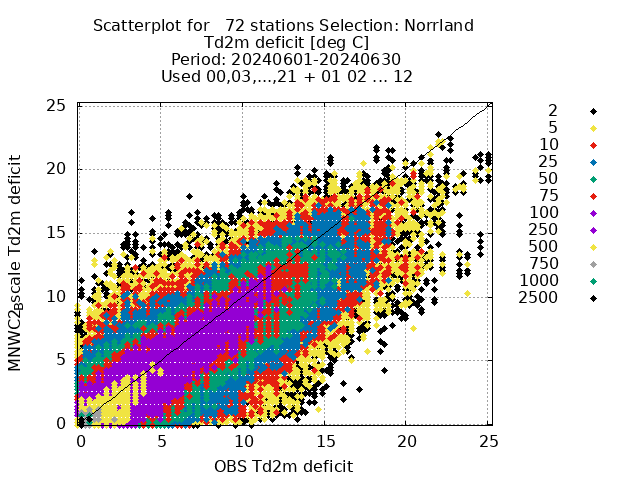 Scatterplot for   72 stations Selection: Norrland
Td2m deficit [deg C]
Period: 20240601-20240630
Used 00,03,...,21 + 01 02 ... 12
MNWC2_Bscale Td2m deficit
25
20
15
10
5
0
0 5 10 15 20 25
OBS Td2m deficit
2
5
10
25
50
75
100
250
500
750
1000
2500